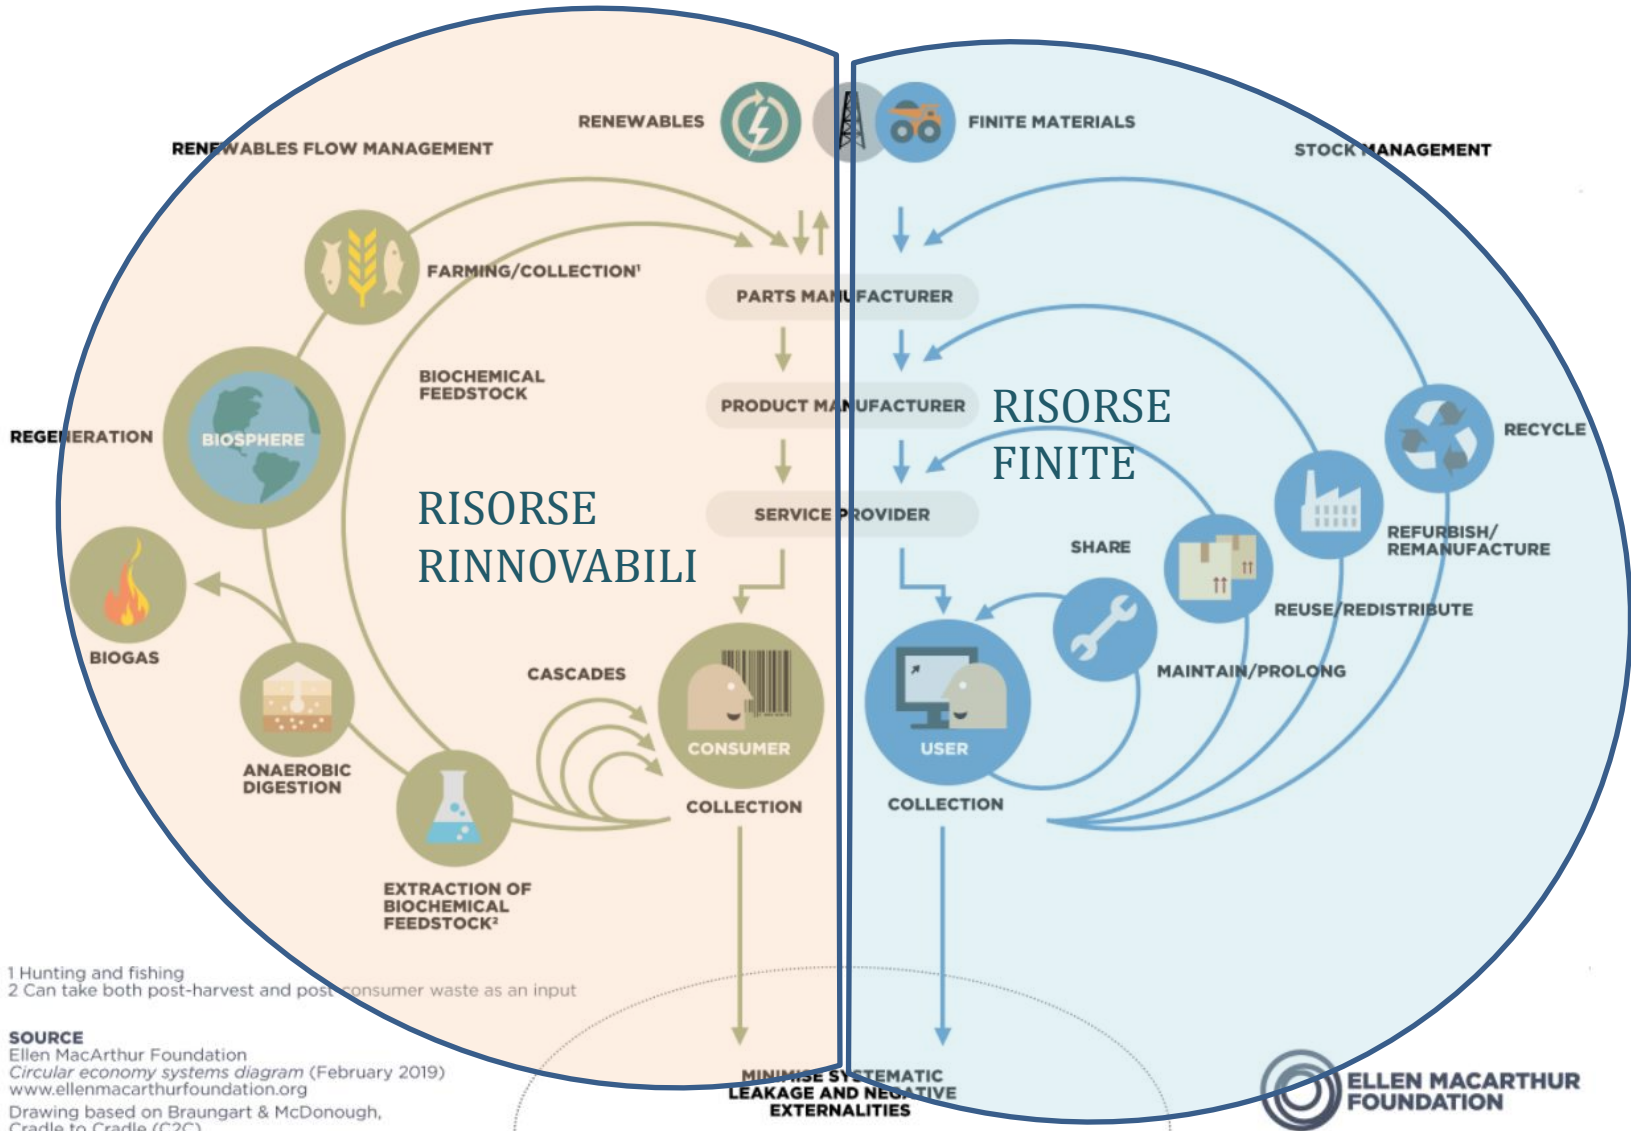 RENEWABLES
FINITE MATERIALS
RENEWABLES FLOW MANAGEMENT
STOCK MANAGEMENT
FARMING/COLLECTION¹
PARTS MANUFACTURER
BIOCHEMICAL
FEEDSTOCK
PRODUCT MANUFACTURER
RISORSE
FINITE
REGENERATION
BIOSPHERE
RECYCLE
RISORSE
RINNOVABILI
SERVICE PROVIDER
SHARE
REFURBISH/
REMANUFACTURE
REUSE/REDISTRIBUTE
BIOGAS
CASCADES
MAINTAIN/PROLONG
CONSUMER
USER
ANAEROBIC
DIGESTION
COLLECTION
COLLECTION
EXTRACTION OF
BIOCHEMICAL
FEEDSTOCK²
1 Hunting and fishing
2 Can take both post-harvest and post-consumer waste as an input
SOURCE
Ellen MacArthur Foundation
Circular economy systems diagram (February 2019)
www.ellenmacarthurfoundation.org
Drawing based on Braungart & McDonough,
Cradle to Cradle (C2C)
MINIMISE SYSTEMATIC
LEAKAGE AND NEGATIVE
EXTERNALITIES
ELLEN MACARTHUR
FOUNDATION